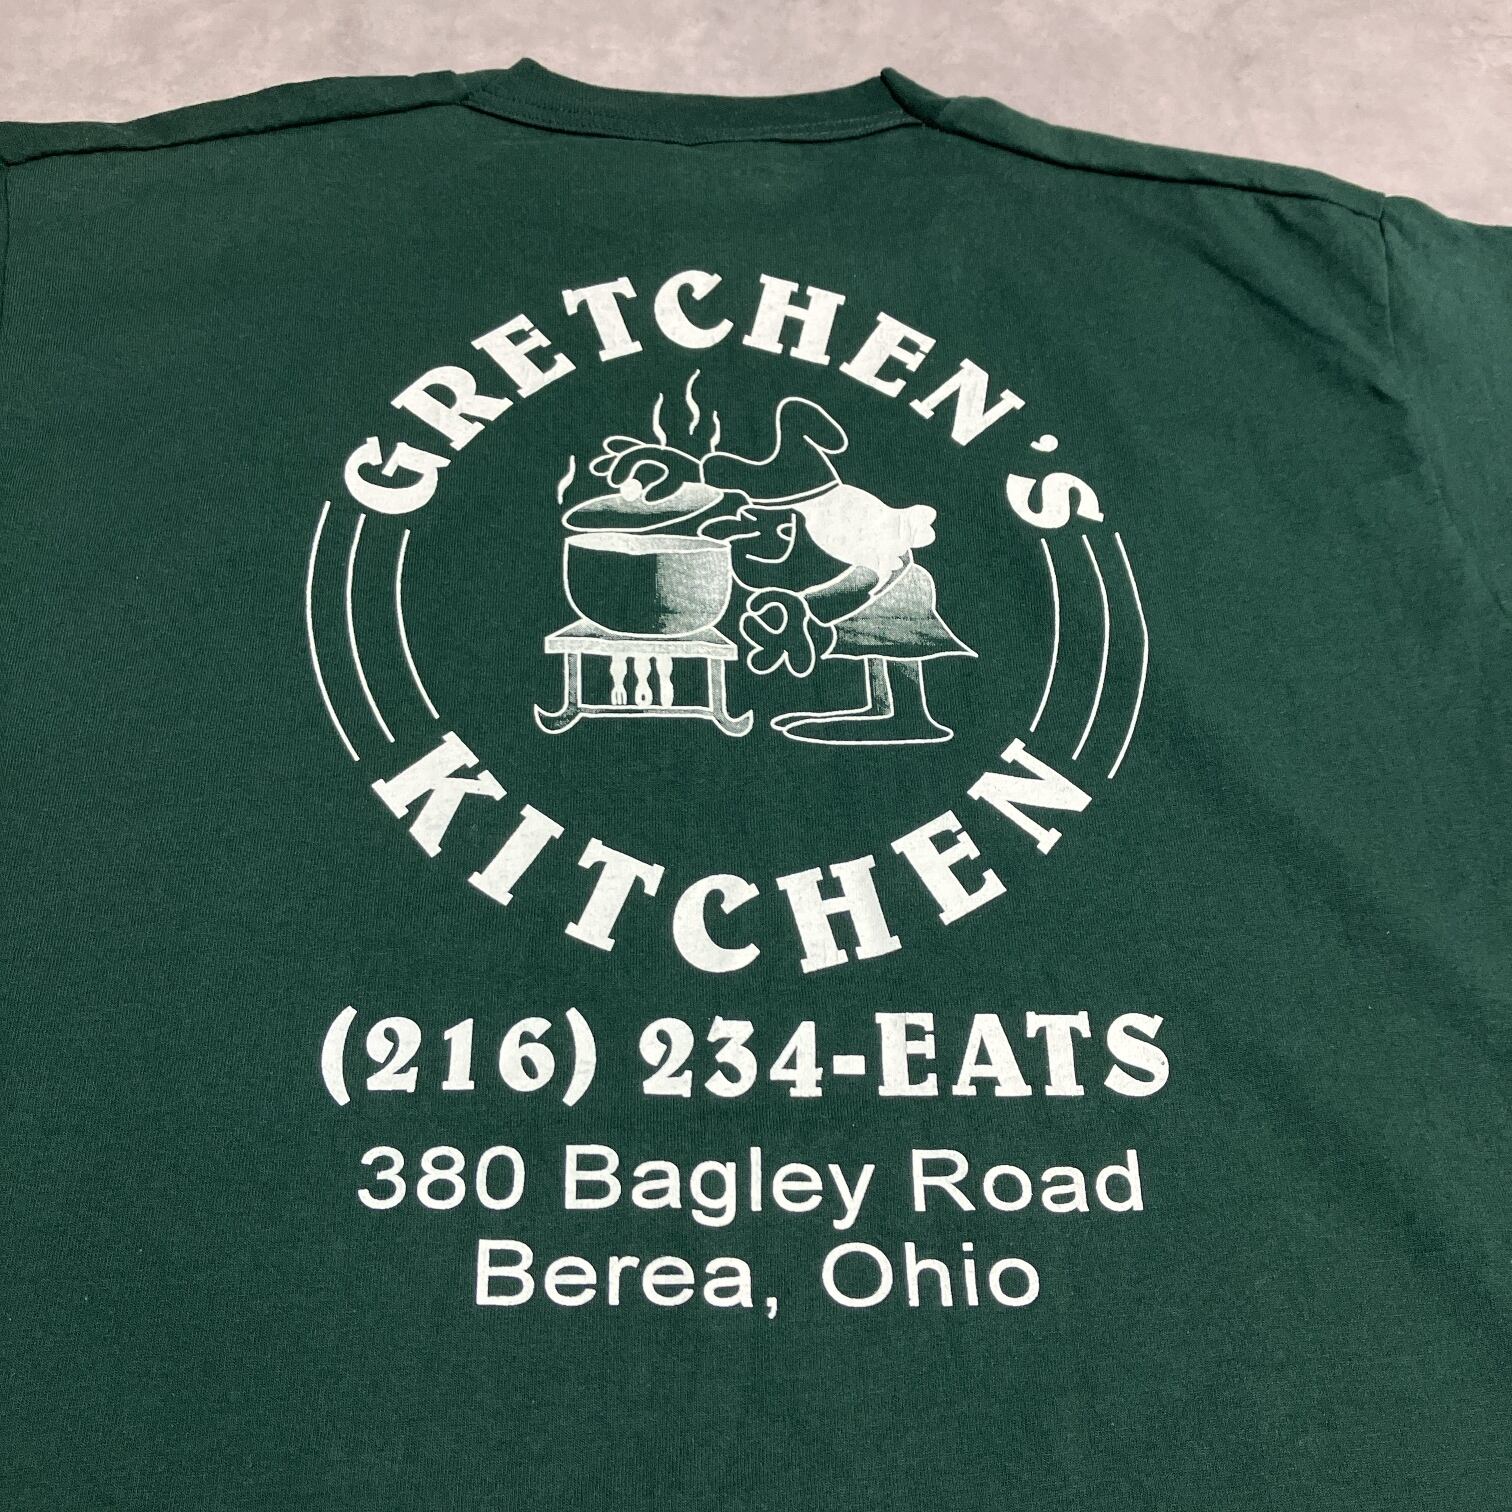 GRETCHEN'S
KITCHEN
(216) 234-EATS
380 Bagley Road
Berea, Ohio